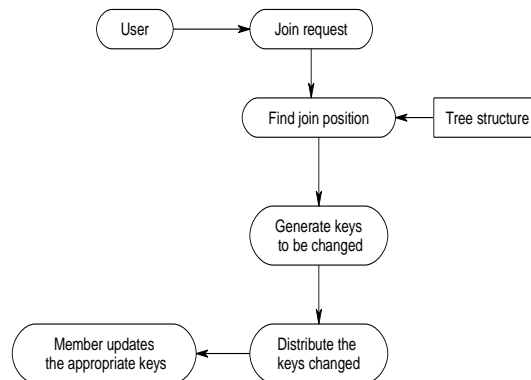 User
Join request
Find join position
Tree structure
Generate keys
to be changed
Distribute the
keys changed
Member updates
the appropriate keys